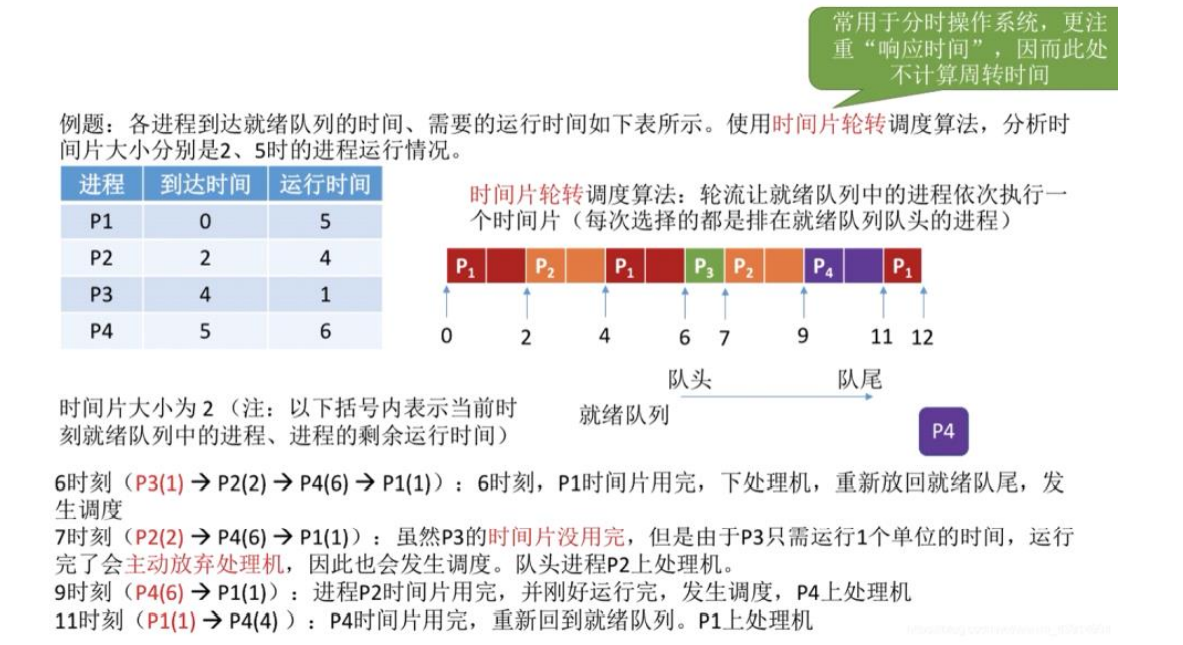 常用于分时操作系统，更注
重“响应时间”，因而此处
不计算周转时间
例题：各进程到达就绪队列的时间、需要的运行时间如下表所示。使用时间片轮转调度算法，分析时
间片大小分别是2、5时的进程运行情况。
进程 到达时间 运行时间
P1 0 5
P2 2 4
P3 4 1
P4 5 6
时间片轮转调度算法：轮流让就绪队列中的进程依次执行一
个时间片（每次选择的都是排在就绪队列队头的进程）
P1 P2 P1 P3 P2 P4 P1
0 2 4 6 7 9 11 12
队头 队尾
就绪队列
P4
时间片大小为 2 （注：以下括号内表示当前时
刻就绪队列中的进程、进程的剩余运行时间）
6时刻（P3(1) → P2(2) → P4(6) → P1(1)）：6时刻，P1时间片用完，下处理机，重新放回就绪队尾，发
生调度
7时刻（P2(2) → P4(6) → P1(1)）：虽然P3的时间片没用完，但是由于P3只需运行1个单位的时间，运行
完了会主动放弃处理机，因此也会发生调度。队头进程P2上处理机。
9时刻（P4(6) → P1(1)）：进程P2时间片用完，并刚好运行完，发生调度，P4上处理机
11时刻（P1(1) → P4(4) ）：P4时间片用完，重新回到就绪队列。P1上处理机